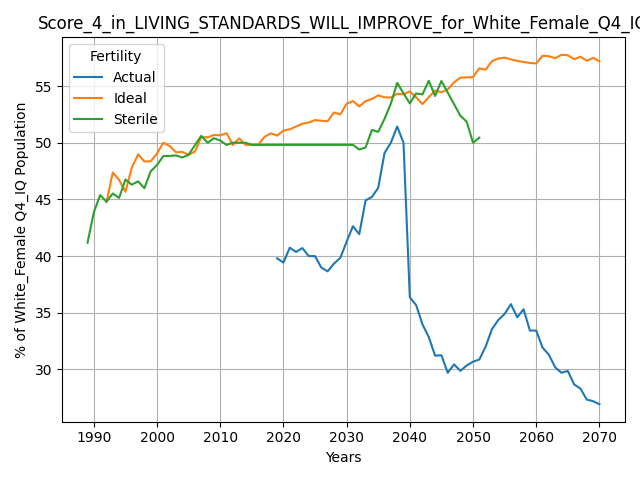 Score_4_in_LIVING_STANDARDS_WILL_IMPROVE_for_White_Female_Q4_IQ
Fertility
Actual
Ideal
Sterile
% of White_Female Q4_IQ Population
55
50
45
40
35
30
1990 2000 2010 2020 2030 2040 2050 2060 2070
Years